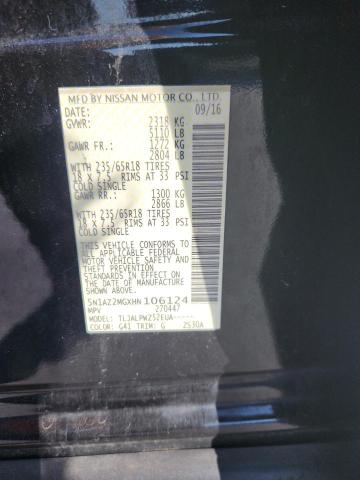 MFD BY NISSAN MOTOR CO., LTD.
DATE: 09/16
GVWR: 2318 KG
5110 LB
GAWR FR.: 1272 KG
2804 LB
WITH 235/65R18 TIRES
18 X 7.5 RIMS AT 33 PSI
COLD SINGLE
GAWR RR.: 1300 KG
2866 LB
WITH 235/65R18 TIRES
18 X 7.5 RIMS AT 33 PSI
COLD SINGLE
THIS VEHICLE CONFORMS TO
ALL APPLICABLE FEDERAL
MOTOR VEHICLE SAFETY
STANDARDS IN EFFECT ON
THE DATE OF MANUFACTURE
SHOWN ABOVE.
5N1AZ2MGXHN106124
MPV 270447
MODEL: TLJALPWZ52EUA-----
COLOR: G41 TRIM: G 2530A